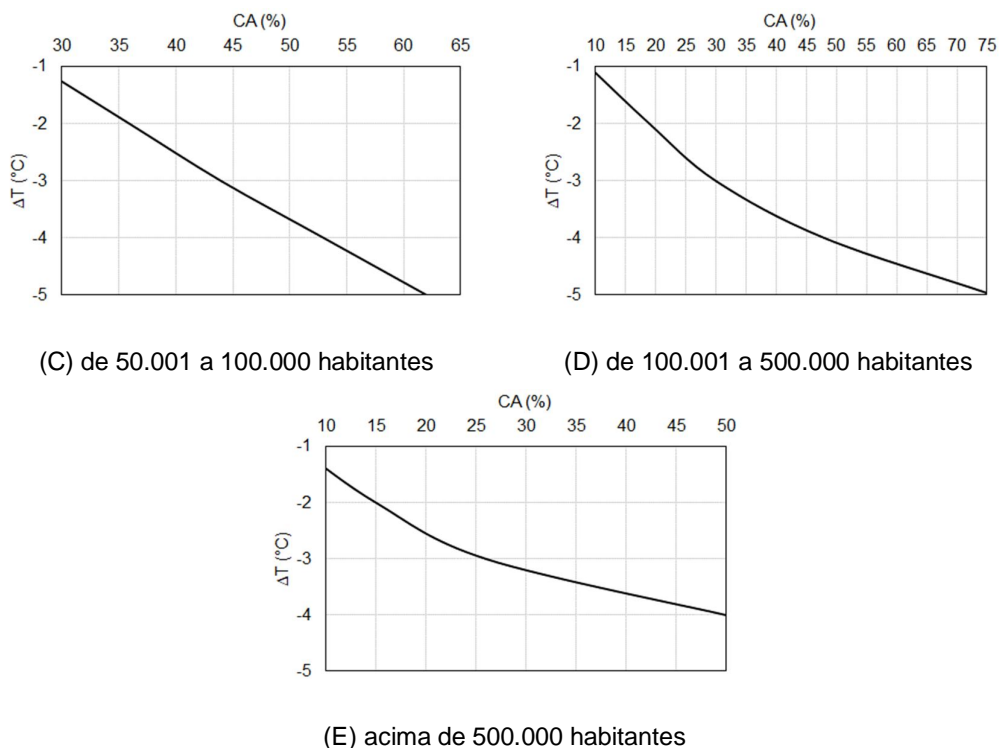 CA (%)
30 35 40 45 50 55 60 65
-1
-2
-3
-4
-5
ΔT (°C)
CA (%)
10 15 20 25 30 35 40 45 50 55 60 65 70 75
-1
-2
-3
-4
-5
ΔT (°C)
(C) de 50.001 a 100.000 habitantes
(D) de 100.001 a 500.000 habitantes
CA (%)
10 15 20 25 30 35 40 45 50
-1
-2
-3
-4
-5
ΔT (°C)
(E) acima de 500.000 habitantes